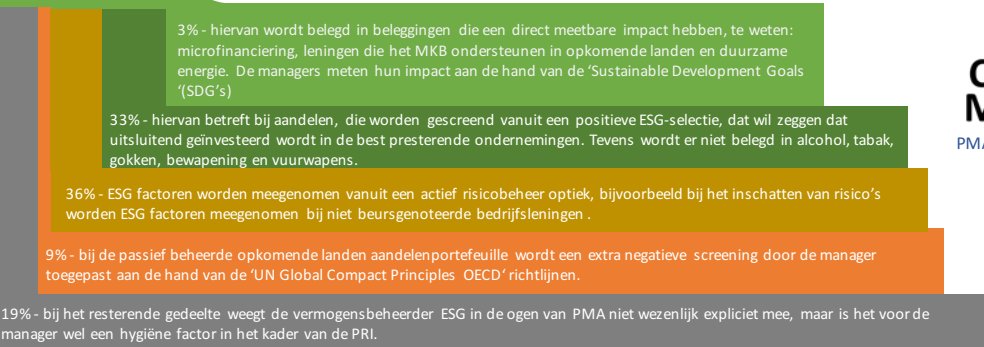 3% - hiervan wordt belegd in beleggingen die een direct meetbare impact hebben, te weten:
microfinanciering, leningen die het MKB ondersteunen in opkomende landen en duurzame
energie. De managers meten hun impact aan de hand van de ‘Sustainable Development Goals
‘(SDG’s)
33% - hiervan betreft bij aandelen, die worden gescreend vanuit een positieve ESG-selectie, dat wil zeggen dat
uitsluitend geïnvesteerd wordt in de best presterende ondernemingen. Tevens wordt er niet belegd in alcohol, tabak,
gokken, bewapening en vuurwapens.
PMA
36% - ESG factoren worden meegenomen vanuit een actief risicobeheer optiek, bijvoorbeeld bij het inschatten van risico’s
worden ESG factoren meegenomen bij niet beursgenoteerde bedrijfsleningen .
9% - bij de passief beheerde opkomende landen aandelenportefeuille wordt een extra negatieve screening door de manager
toegepast aan de hand van de ‘UN Global Compact Principles OECD’ richtlijnen.
19% - bij het resterende gedeelte weegt de vermogensbeheerder ESG in de ogen van PMA niet wezenlijk expliciet mee, maar is het voor de
manager wel een hygiëne factor in het kader van de PRI.